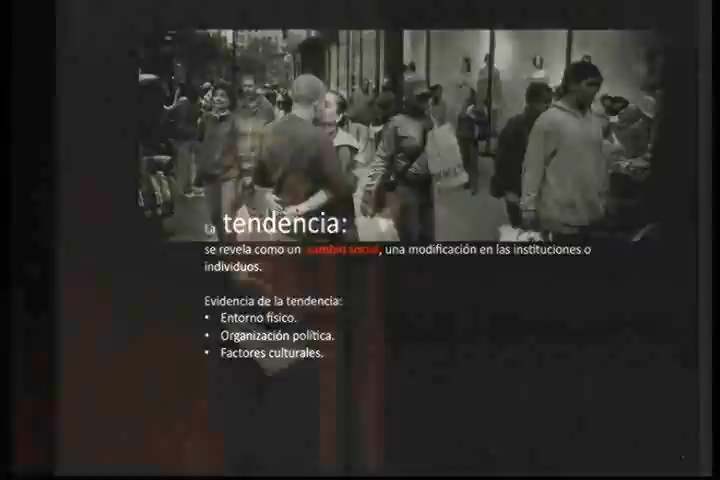 La tendencia:
se revela como un cambio social, una modificación en las instituciones o
individuos.
Evidencia de la tendencia:
• Entorno físico.
• Organización política.
• Factores culturales.